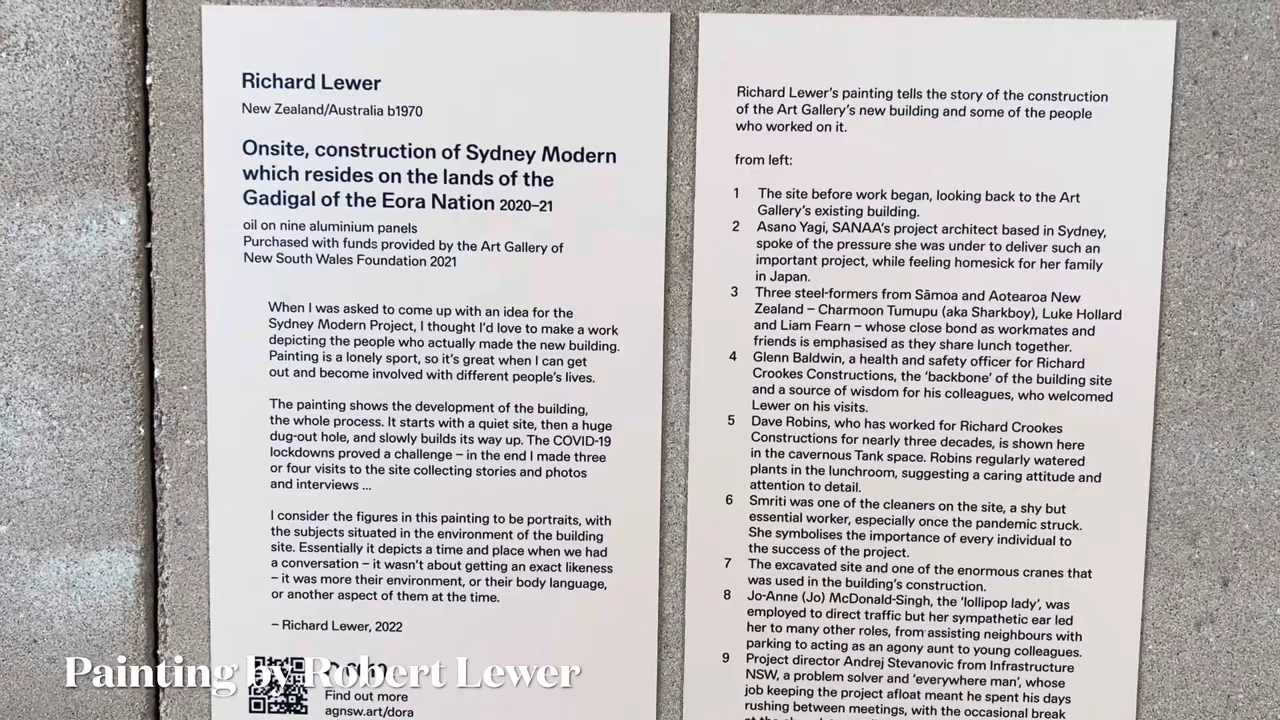 Richard Lewer
New Zealand/Australia b1970
Onsite, construction of Sydney Modern
which resides on the lands of the
Gadigal of the Eora Nation 2020–21
oil on nine aluminium panels
Purchased with funds provided by the Art Gallery of
New South Wales Foundation 2021
When I was asked to come up with an idea for the
Sydney Modern Project, I thought I'd love to make a work
depicting the people who actually made the new building.
Painting is a lonely sport, so it's great when I can get
out and become involved with different people's lives.
The painting shows the development of the building,
the whole process. It starts with a quiet site, then a huge
dug-out hole, and slowly builds its way up. The COVID-19
lockdowns proved a challenge – in the end I made three
or four visits to the site collecting stories and photos
and interviews ...
I consider the figures in this painting to be portraits, with
the subjects situated in the environment of the building
site. Essentially it depicts a time and place when we had
a conversation – it wasn't about getting an exact likeness
– it was more their environment, or their body language,
or another aspect of them at the time.
– Richard Lewer, 2022
Find out more
agnsw.art/dora
Richard Lewer's painting tells the story of the construction
of the Art Gallery's new building and some of the people
who worked on it.
from left:
1 The site before work began, looking back to the Art
Gallery's existing building.
2 Asano Yagi, SANAA's project architect based in Sydney,
spoke of the pressure she was under to deliver such an
important project, while feeling homesick for her family
in Japan.
3 Three steel-formers from Sāmoa and Aotearoa New
Zealand – Charmoon Tumupu (aka Sharkboy), Luke Hollard
and Liam Fearn – whose close bond as workmates and
friends is emphasised as they share lunch together.
4 Glenn Baldwin, a health and safety officer for Richard
Crookes Constructions, the 'backbone' of the building site
and a source of wisdom for his colleagues, who welcomed
Lewer on his visits.
5 Dave Robins, who has worked for Richard Crookes
Constructions for nearly three decades, is shown here
in the cavernous Tank space. Robins regularly watered
plants in the lunchroom, suggesting a caring attitude and
attention to detail.
6 Smriti was one of the cleaners on the site, a shy but
essential worker, especially once the pandemic struck.
She symbolises the importance of every individual to
the success of the project.
7 The excavated site and one of the enormous cranes that
was used in the building's construction.
8 Jo-Anne (Jo) McDonald-Singh, the 'lollipop lady', was
employed to direct traffic but her sympathetic ear led
her to many other roles, from assisting neighbours with
parking to acting as an agony aunt to young colleagues.
9 Project director Andrej Stevanovic from Infrastructure
NSW, a problem solver and 'everywhere man', whose
job keeping the project afloat meant he spent his days
rushing between meetings, with the occasional break
Painting by Robert Lewer